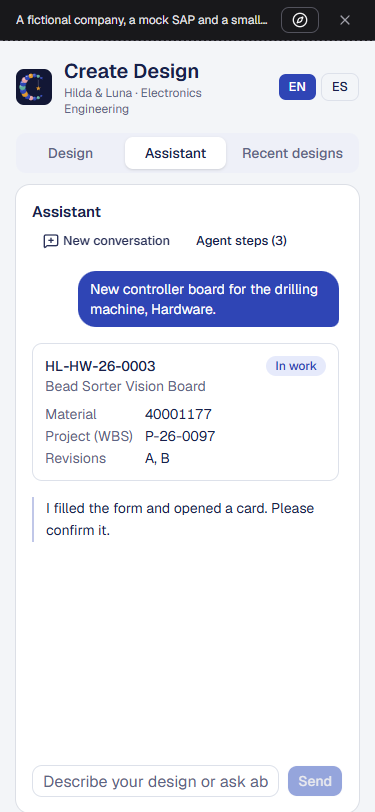 A fictional company, a mock SAP and a small…
Create Design
Hilda & Luna · Electronics
Engineering
EN
ES
Design
Assistant
Recent designs
Assistant
New conversation
Agent steps (3)
New controller board for the drilling
machine, Hardware.
HL-HW-26-0003
In work
Bead Sorter Vision Board
Material 40001177
Project (WBS) P-26-0097
Revisions A, B
I filled the form and opened a card. Please
confirm it.
Describe your design or ask ab
Send